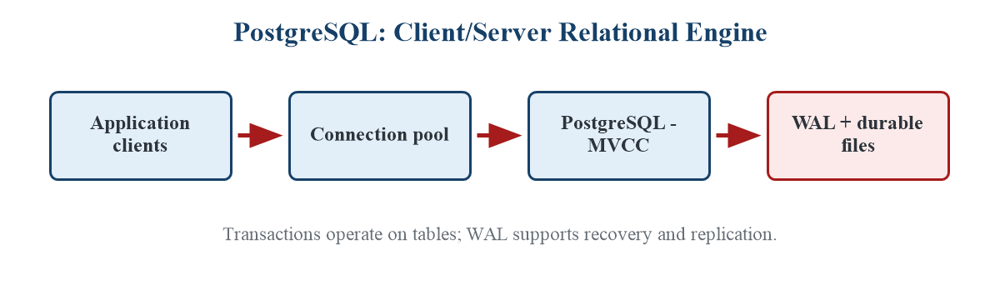 PostgreSQL: Client/Server Relational Engine
Application
clients
Connection pool
PostgreSQL -
MVCC
WAL + durable
files
Transactions operate on tables; WAL supports recovery and replication.